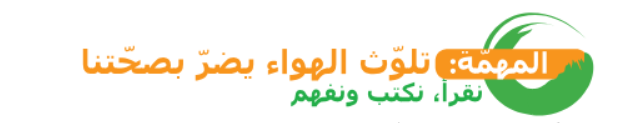 المهمّة: تلوّث الهواء يضرّ بصحّتنا
نقرأ، نكتب ونفهم